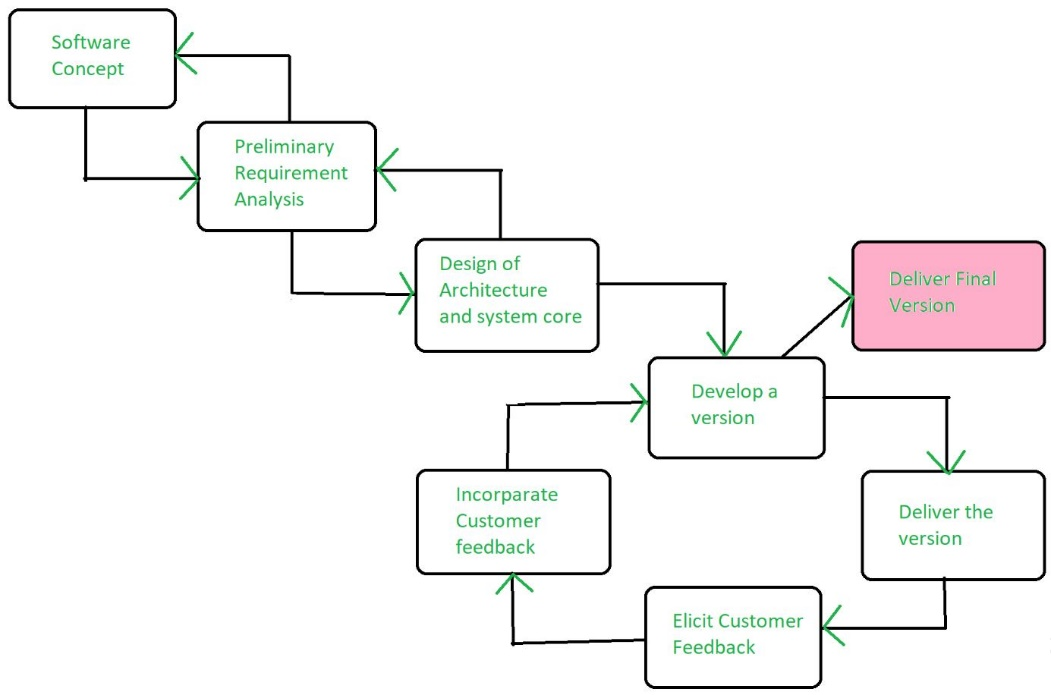 Software
Concept
Preliminary
Requirement
Analysis
Design of
Architecture
and system core
Deliver Final
Version
Develop a
version
Incorparate
Customer
feedback
Deliver the
version
Elicit Customer
Feedback